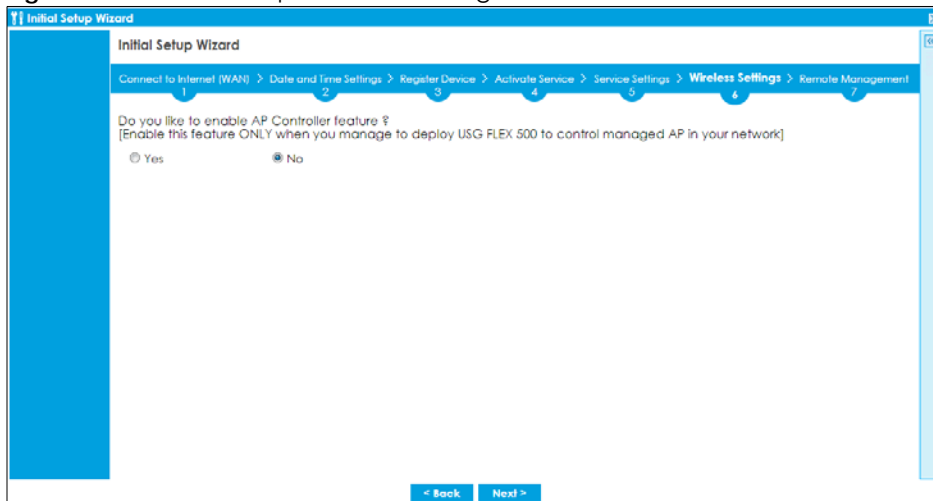 Initial Setup Wizard
Initial Setup Wizard
Connect to Internet (WAN) > Date and Time Settings > Register Device > Activate Service > Service Settings > Wireless Settings > Remote Management
1 2 3 4 5 6 7
Do you like to enable AP Controller feature ?
[Enable this feature ONLY when you manage to deploy USG FLEX 500 to control managed AP in your network]
Yes No
< Back Next >